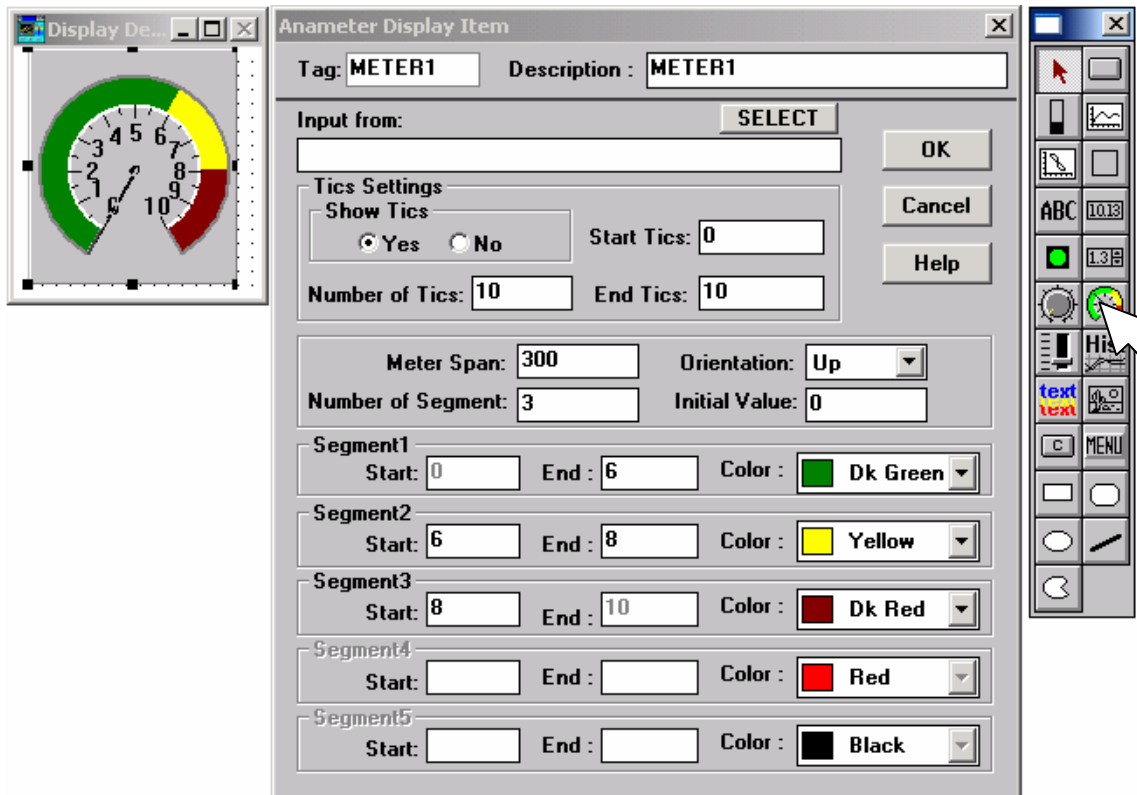 Display De...
4 5 6
3 7
2 8
1 9
0 10
Anameter Display Item
Tag: METER1 Description : METER1
Input from: SELECT
OK
Tics Settings
Show Tics
Yes No
Start Tics: 0
Cancel
Number of Tics: 10 End Tics: 10
Help
Meter Span: 300 Orientation: Up
Number of Segment: 3 Initial Value: 0
Segment1
Start: 0 End : 6 Color : Dk Green
Segment2
Start: 6 End : 8 Color : Yellow
Segment3
Start: 8 End : 10 Color : Dk Red
Segment4
Start: End : Color : Red
Segment5
Start: End : Color : Black
ABC 10.13
1.3
His
text
text
C MENU